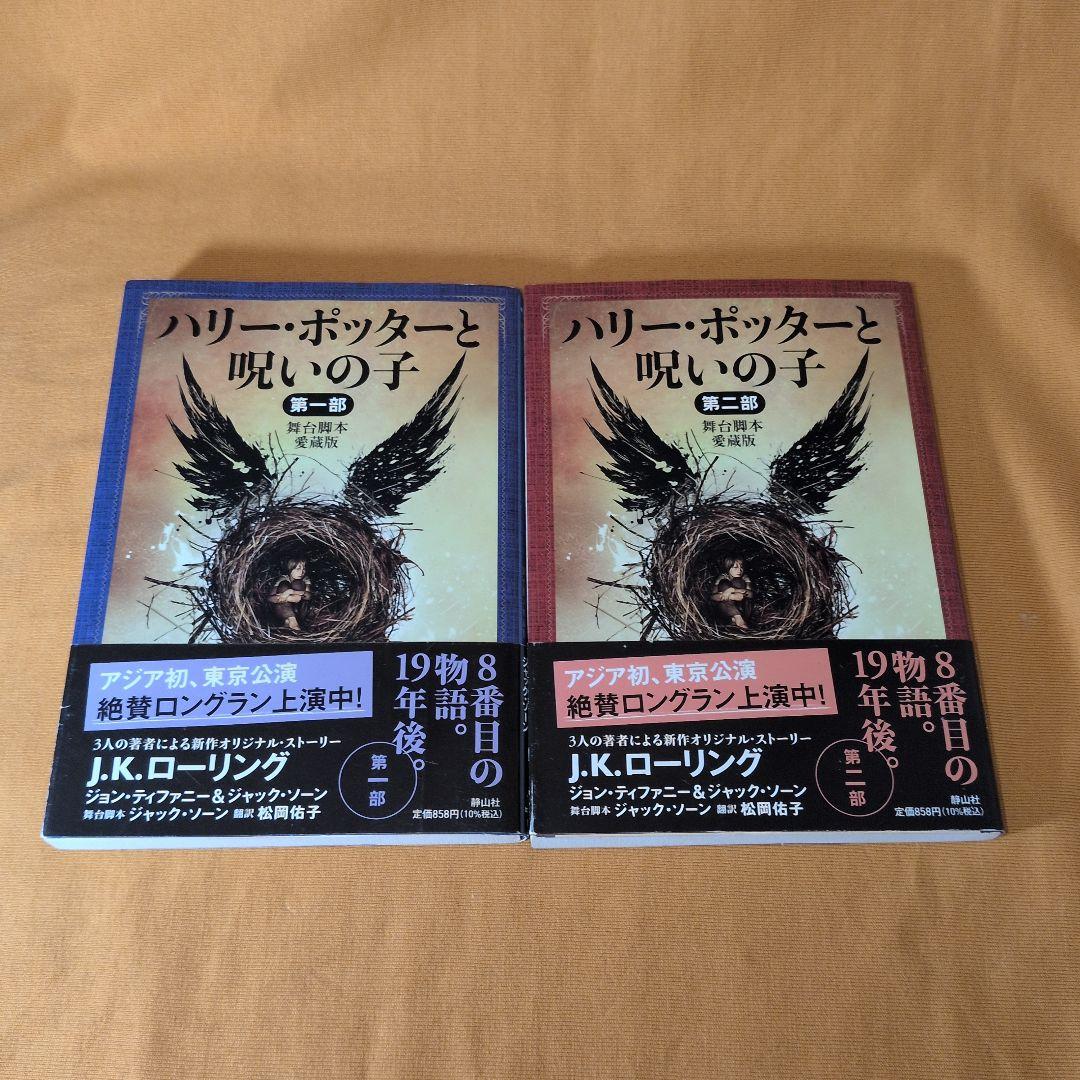 ハリー・ポッターと
呪いの子
第一部
舞台脚本
愛蔵版
アジア初、東京公演
絶賛ロングラン上演中!
3人の著者による新作オリジナル・ストーリー
J.K.ローリング
ジョン・ティファニー&ジャック・ソーン
舞台脚本 ジャック・ソーン 翻訳 松岡佑子
第一部
8番目の
物語。
19年後。
静山社
定価858円(10%税込)
ハリー・ポッターと
呪いの子
第二部
舞台脚本
愛蔵版
アジア初、東京公演
絶賛ロングラン上演中!
3人の著者による新作オリジナル・ストーリー
J.K.ローリング
ジョン・ティファニー&ジャック・ソーン
舞台脚本 ジャック・ソーン 翻訳 松岡佑子
第二部
8番目の
物語。
19年後。
静山社
定価858円(10%税込)